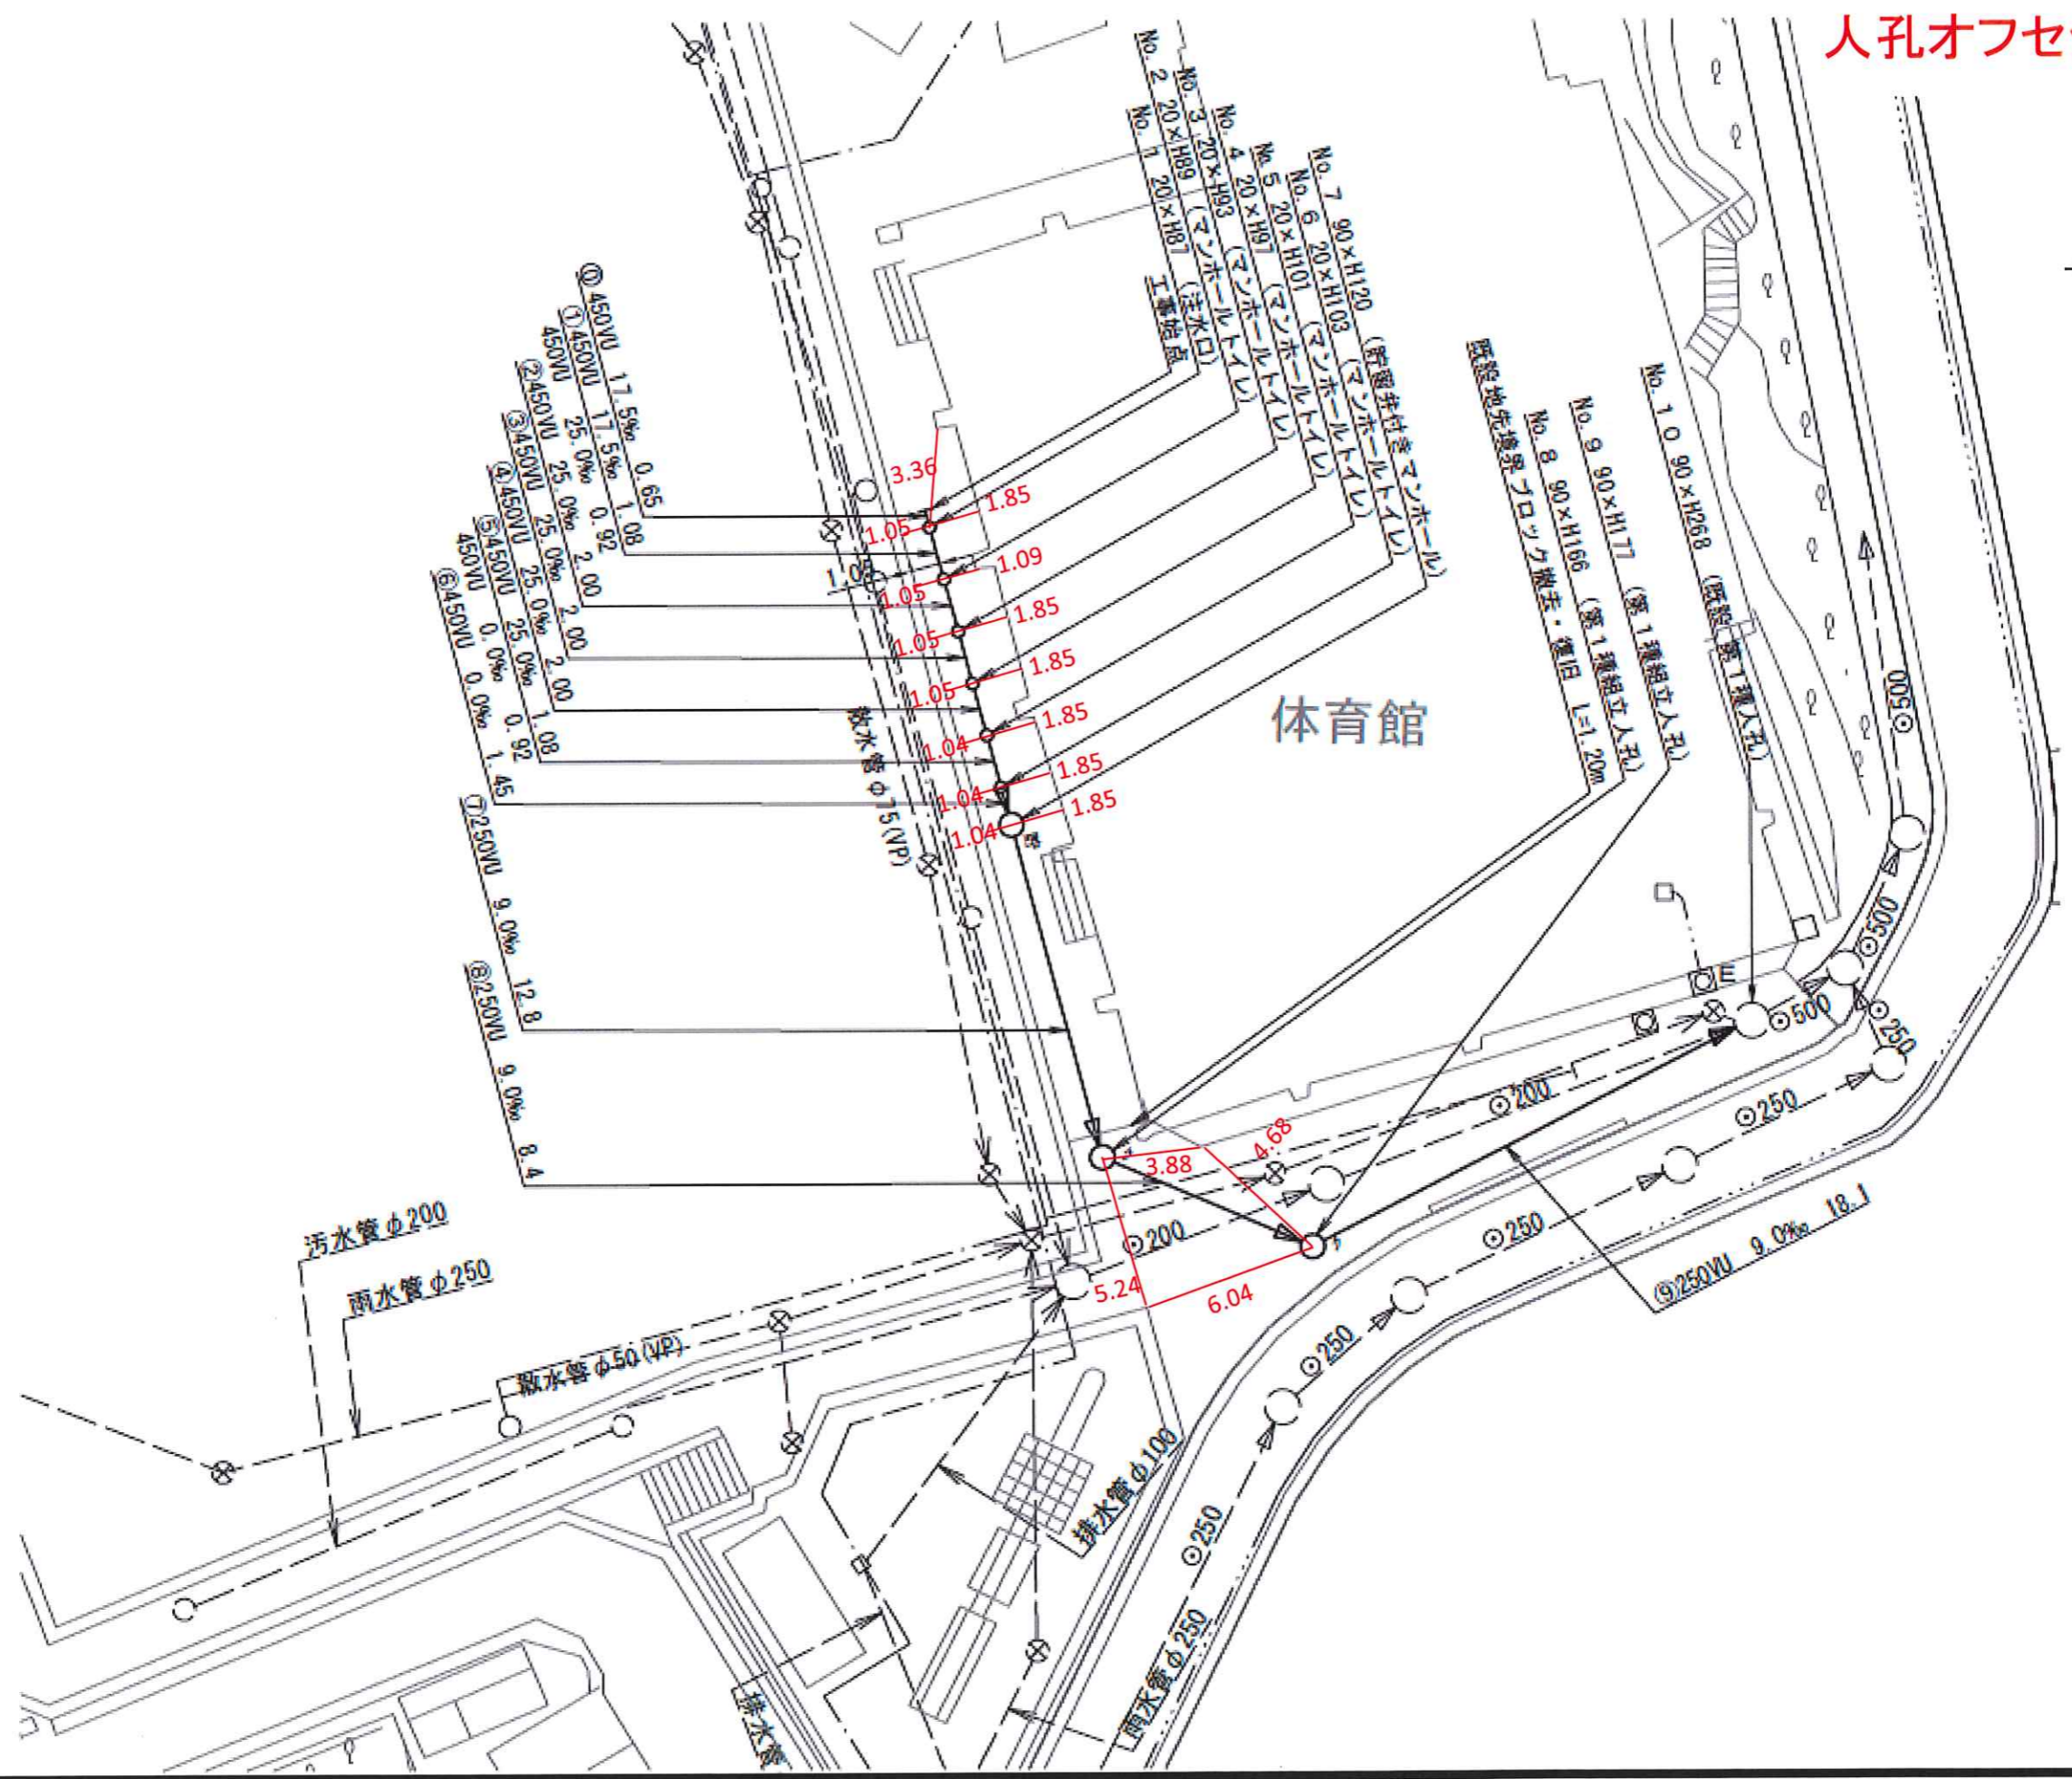 人孔オフセ
No. 2 20×H89 (マンホールトイレ)
No. 3 20×H93 (マンホールトイレ)
No. 1 20×H87 (注水口)
工事始点
No. 4 20×H97 (マンホールトイレ)
No. 5 20×H101 (マンホールトイレ)
No. 6 20×H103 (マンホールトイレ)
No. 7 90×H120 (貯留弁付きマンホール)
既設地先境界ブロック撤去・復旧 L=1.20m
No. 8 90×H166 (第1種組立人孔)
No. 9 90×H177 (第1種組立人孔)
No. 10 90×H268 (既設 第1種人孔)
⓪450VU 17.5‰ 0.65
①450VU 17.5‰ 1.08
450VU 25.0‰ 0.92
②450VU 25.0‰ 2.00
③450VU 25.0‰ 2.00
④450VU 25.0‰ 2.00
⑤450VU 25.0‰ 1.08
450VU 0.0‰ 0.92
⑥450VU 0.0‰ 1.45
⑦250VU 9.0‰ 12.8
⑧250VU 9.0‰ 8.4
⑨250VU 9.0‰ 18.1
3.36
1.85
1.05
1.09
1.05
1.85
1.05
1.85
1.05
1.85
1.04
1.85
1.04
1.85
1.04
体育館
散水管φ75(VP)
500
500
E
500
250
200
250
4.68
3.88
200
250
5.24
6.04
汚水管φ200
雨水管φ250
散水管φ50(VP)
250
排水管φ100
250
雨水管φ250
排水管